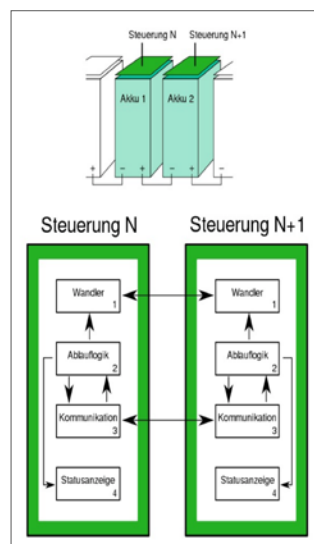 Steuerung N Steuerung N+1
Akku 1 Akku 2
+ − + − + −
Steuerung N Steuerung N+1
Wandler 1 Wandler 1
Ablauflogik 2 Ablauflogik 2
Kommunikation 3 Kommunikation 3
Statusanzeige 4 Statusanzeige 4